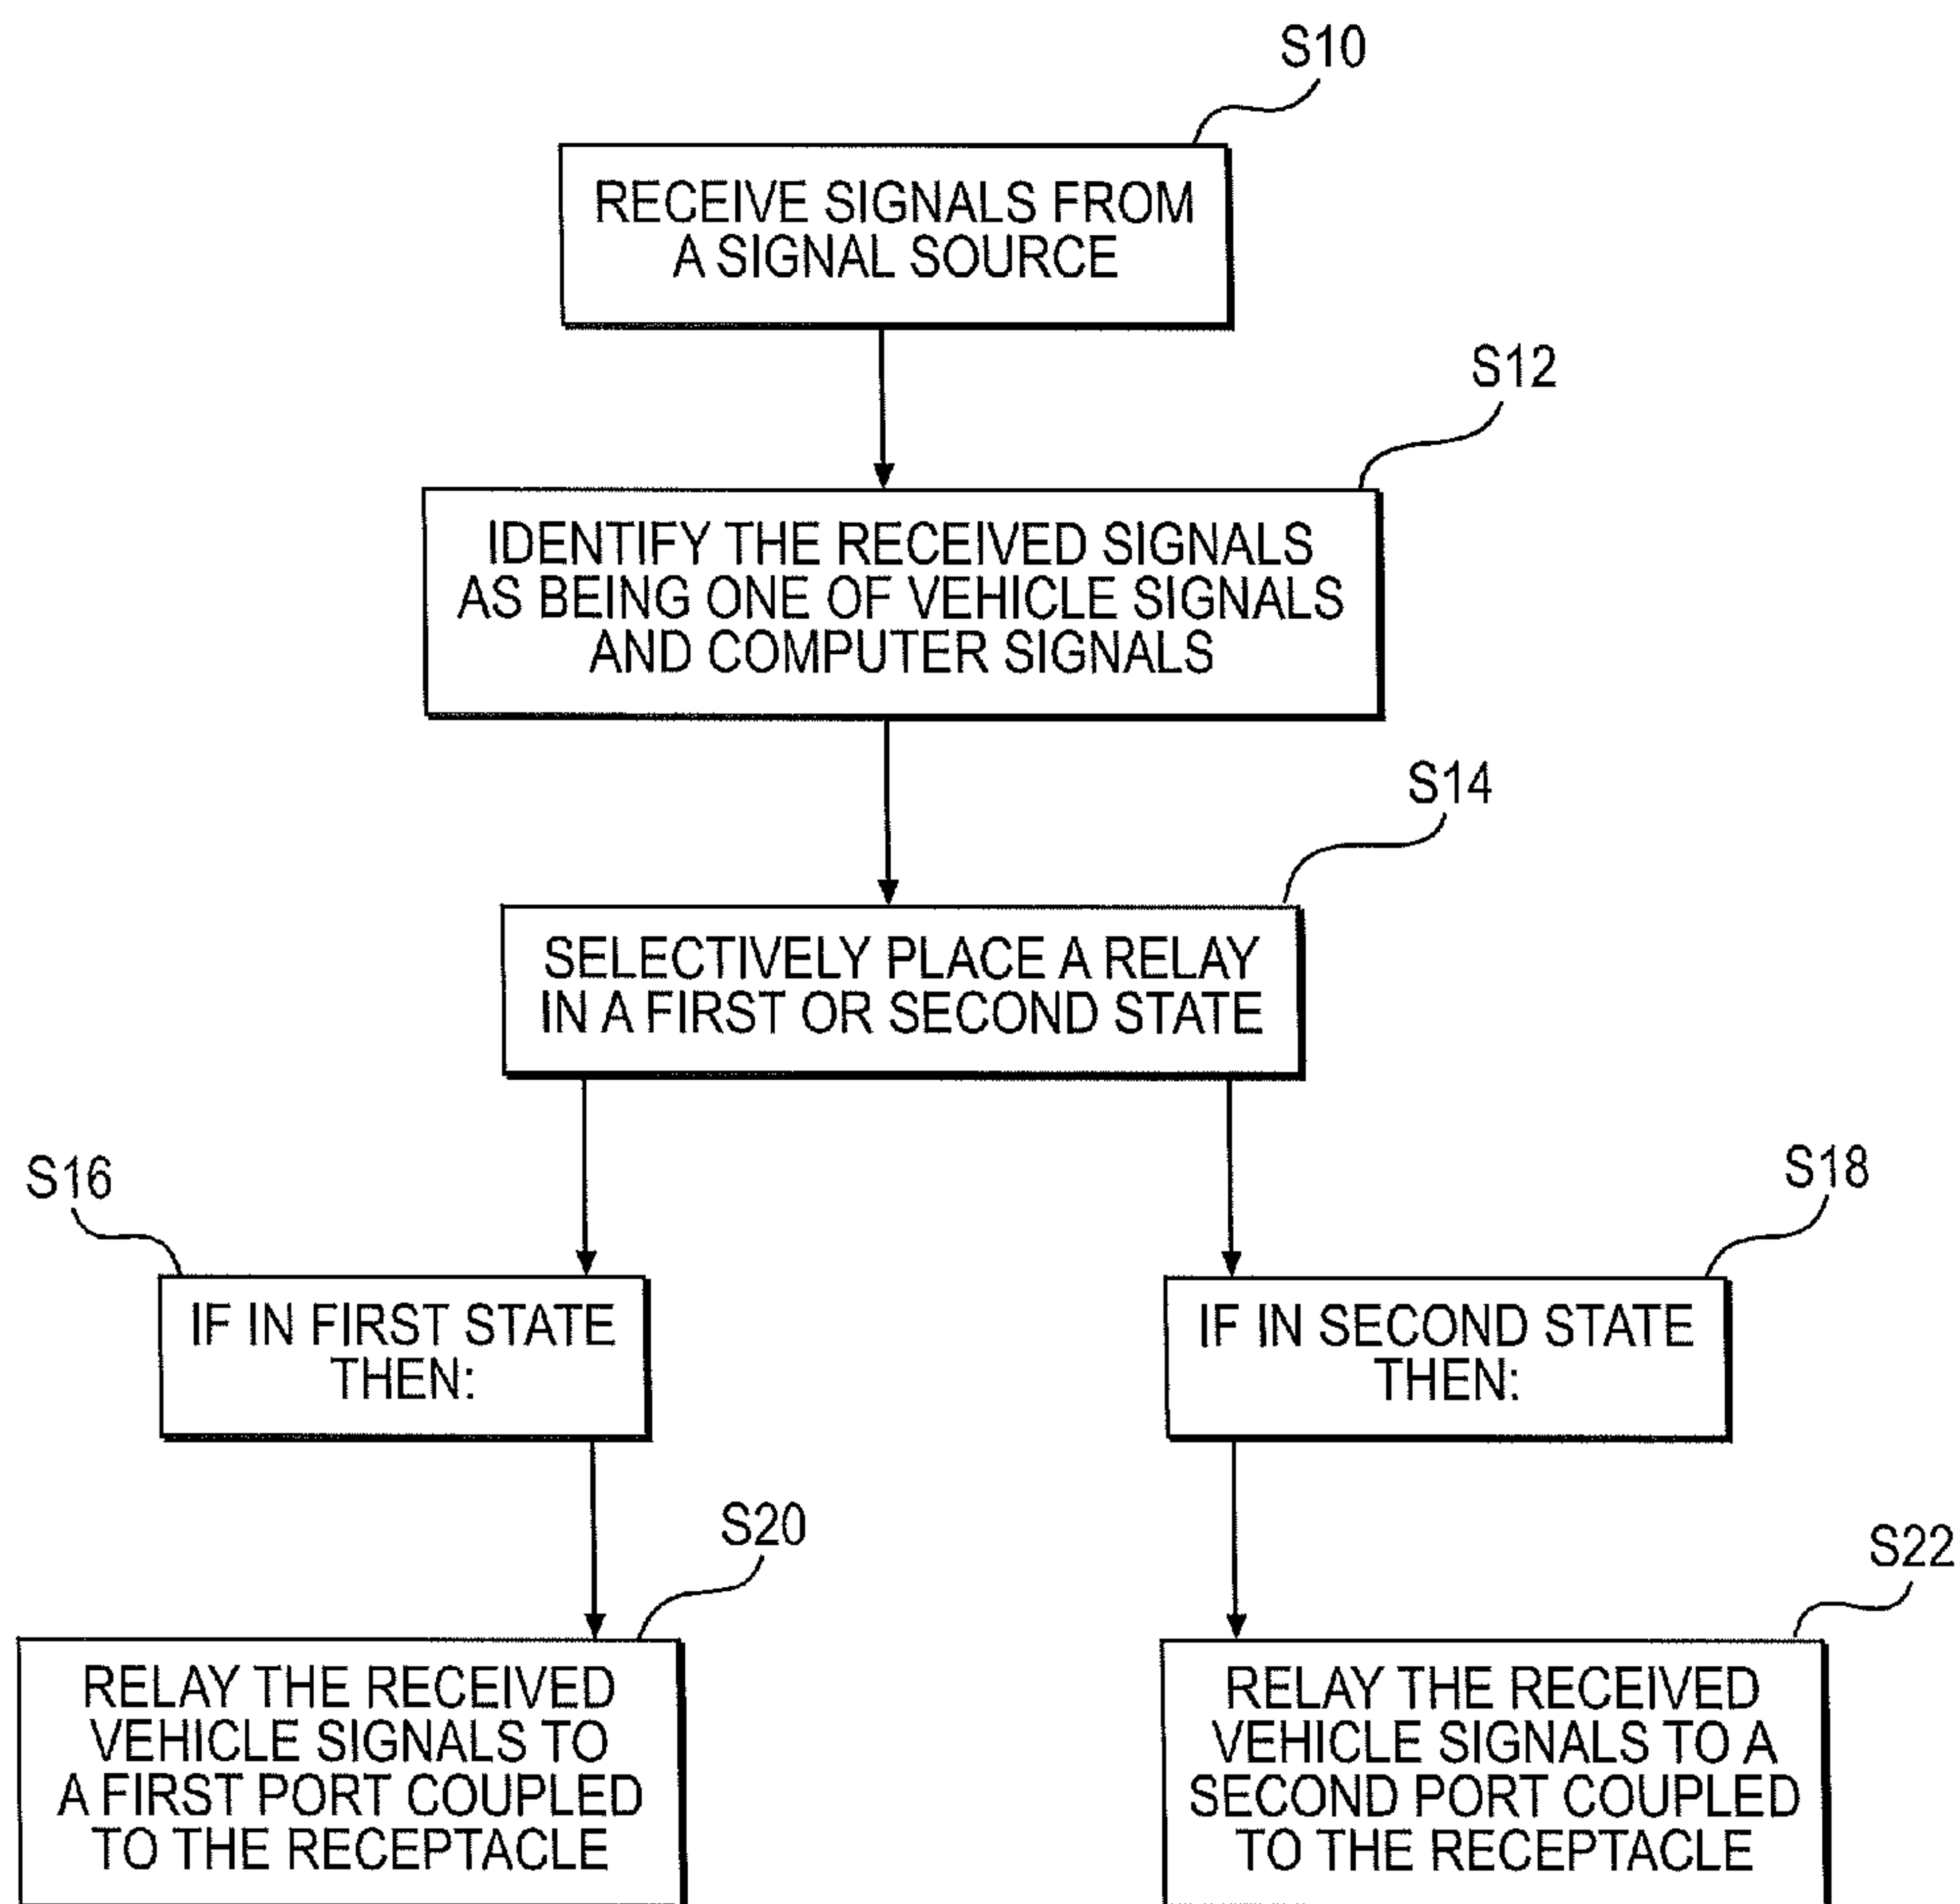 S10
RECEIVE SIGNALS FROM
A SIGNAL SOURCE
S12
IDENTIFY THE RECEIVED SIGNALS
AS BEING ONE OF VEHICLE SIGNALS
AND COMPUTER SIGNALS
S14
SELECTIVELY PLACE A RELAY
IN A FIRST OR SECOND STATE
S16
IF IN FIRST STATE
THEN:
S18
IF IN SECOND STATE
THEN:
S20
RELAY THE RECEIVED
VEHICLE SIGNALS TO
A FIRST PORT COUPLED
TO THE RECEPTACLE
S22
RELAY THE RECEIVED
VEHICLE SIGNALS TO A
SECOND PORT COUPLED
TO THE RECEPTACLE